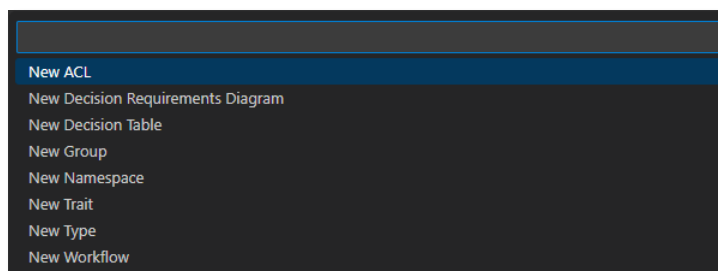 New ACL
New Decision Requirements Diagram
New Decision Table
New Group
New Namespace
New Trait
New Type
New Workflow